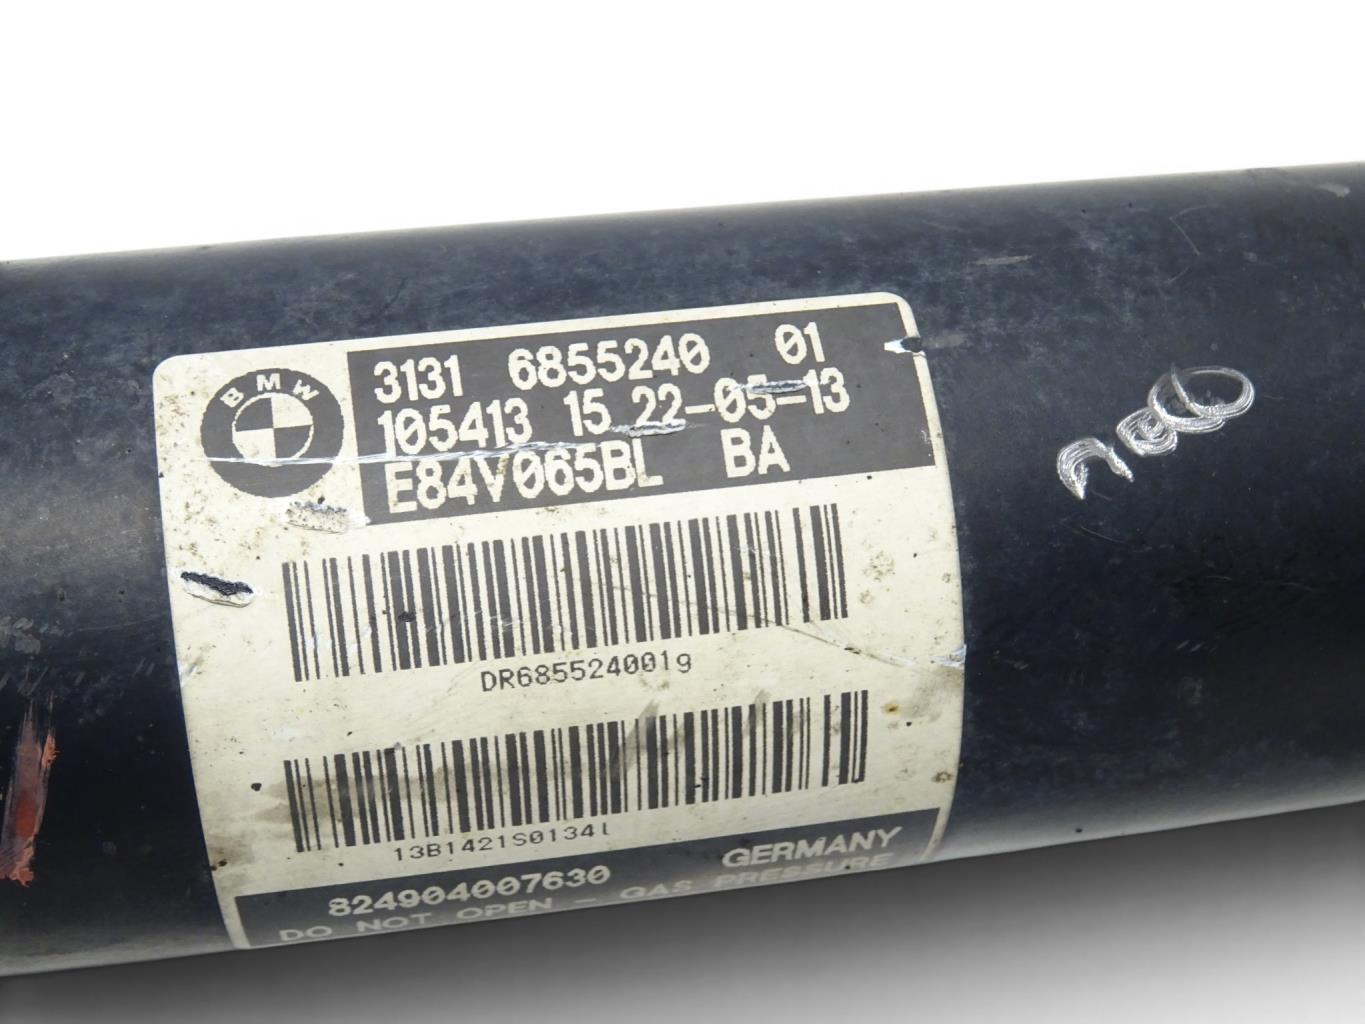 BMW
3131 6855240 01
105413 15 22-05-13
E84V065BL BA
DR685524001g
13B1421S0134l
824904007630 GERMANY
DO NOT OPEN - GAS PRESSURE